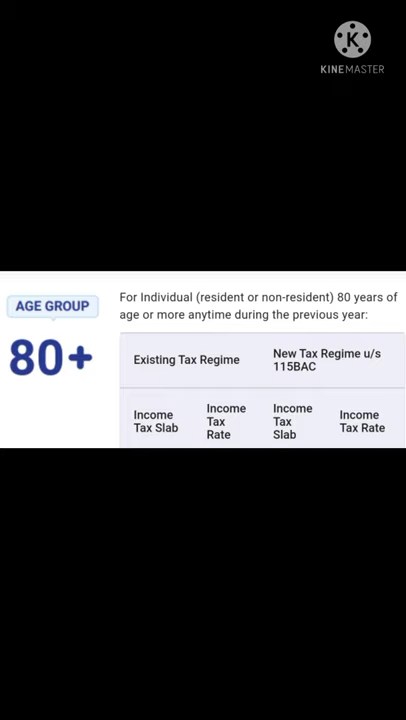 K
KINEMASTER
AGE GROUP
80+
For Individual (resident or non-resident) 80 years of
age or more anytime during the previous year:
Existing Tax Regime
New Tax Regime u/s
115BAC
Income
Tax Slab
Income
Tax
Rate
Income
Tax
Slab
Income
Tax Rate